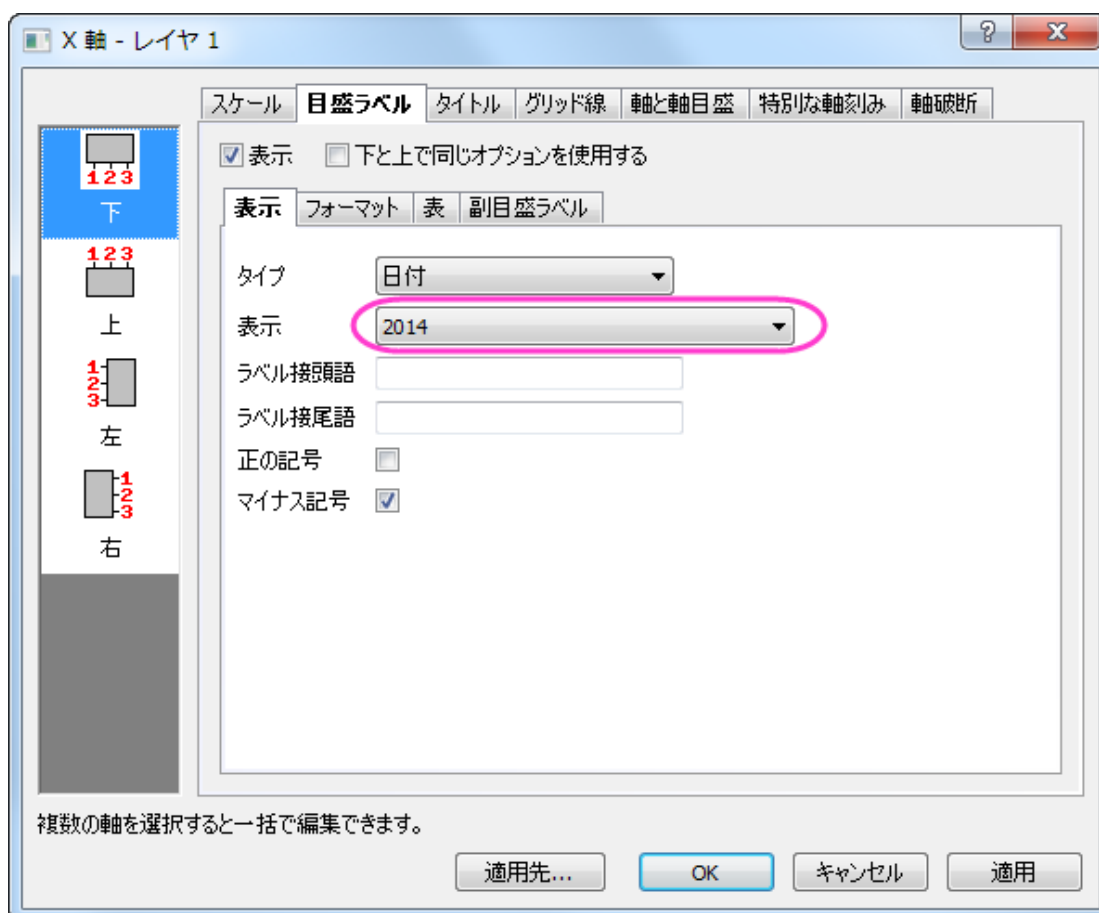 X 軸 - レイヤ 1
スケール 目盛ラベル タイトル グリッド線 軸と軸目盛 特別な軸刻み 軸破断
123
下
123
上
1
2
3
左
1
2
3
右
表示 下と上で同じオプションを使用する
表示 フォーマット 表 副目盛ラベル
タイプ 日付
表示 2014
ラベル接頭語
ラベル接尾語
正の記号
マイナス記号
複数の軸を選択すると一括で編集できます。
適用先... OK キャンセル 適用